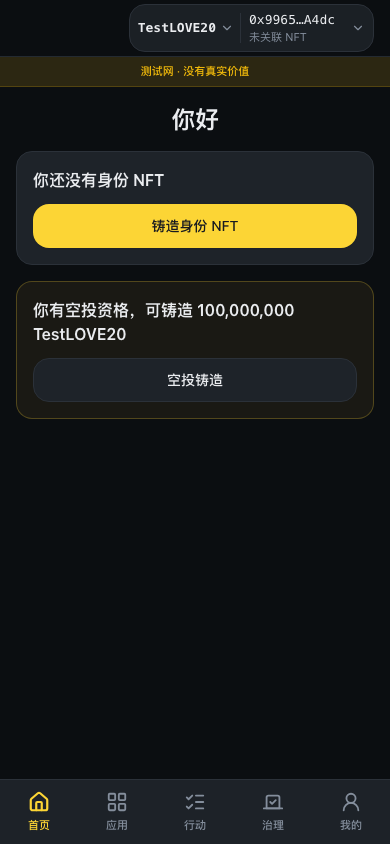 TestLOVE20
0x9965…A4dc
未关联 NFT
测试网 · 没有真实价值
你好
你还没有身份 NFT
铸造身份 NFT
你有空投资格，可铸造 100,000,000
TestLOVE20
空投铸造
首页
应用
行动
治理
我的